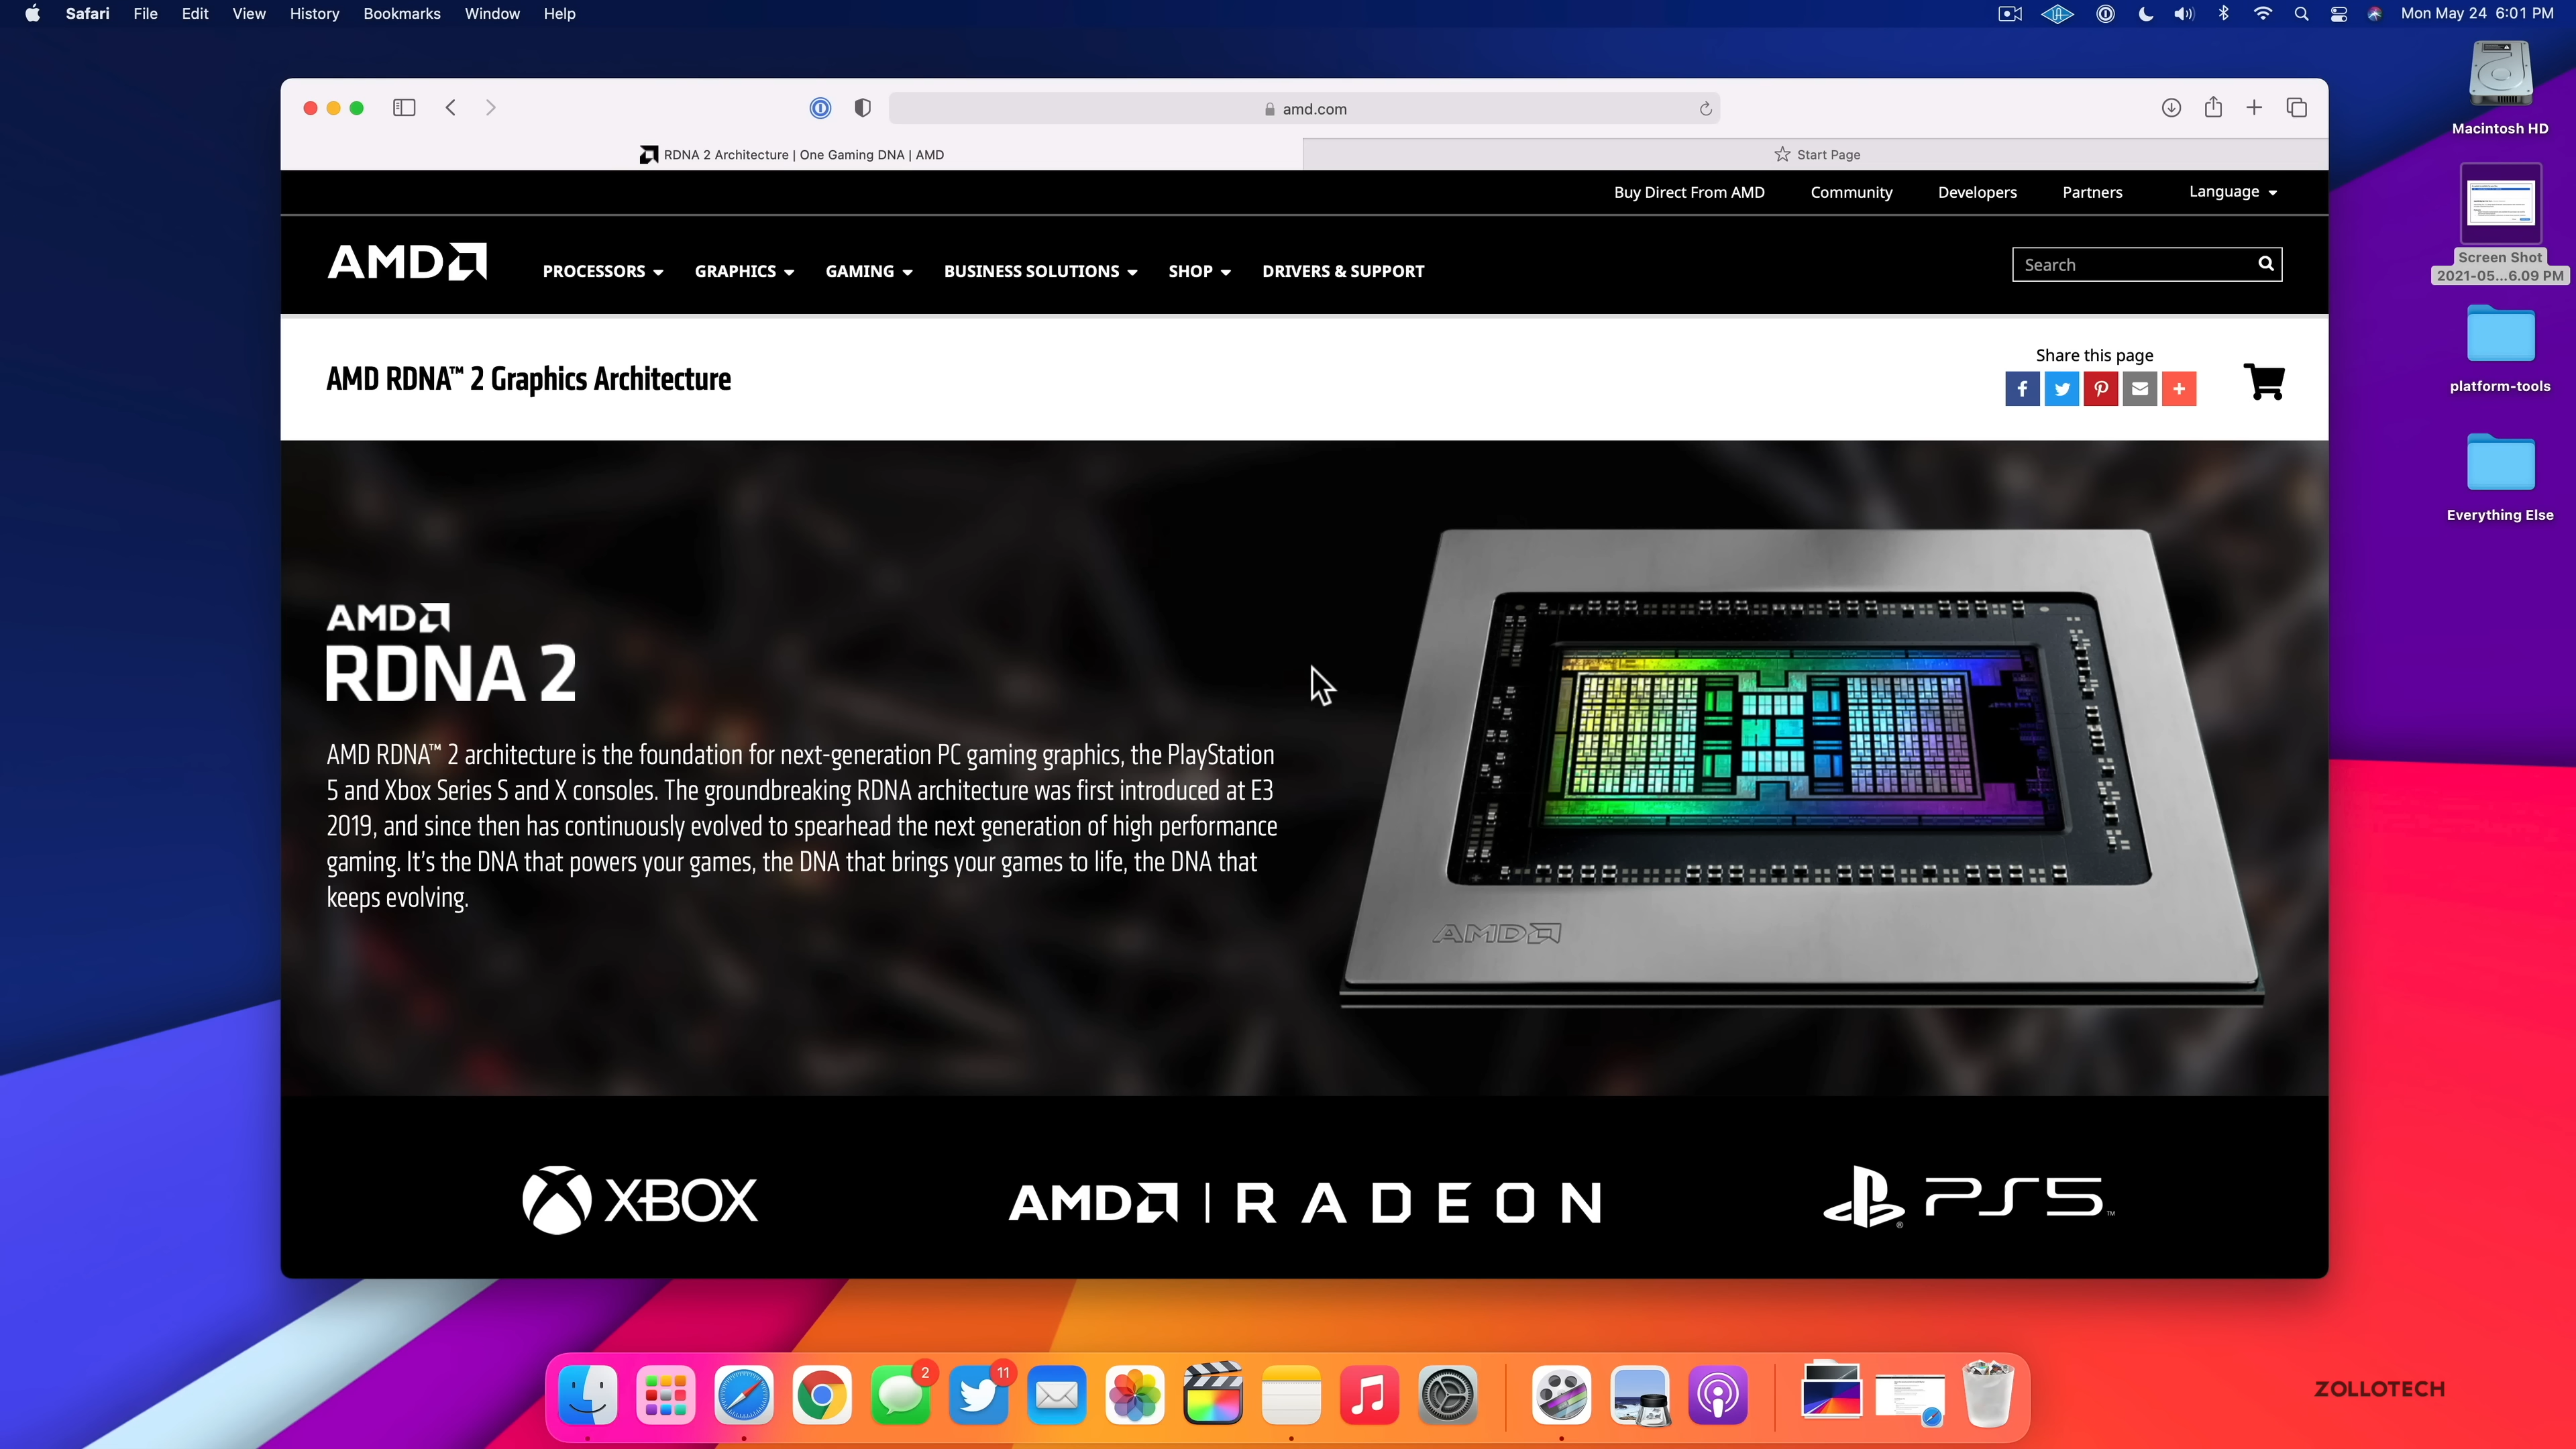 Safari File Edit View History Bookmarks Window Help
Mon May 24 6:01 PM
amd.com
RDNA 2 Architecture | One Gaming DNA | AMD
Start Page
Buy Direct From AMD Community Developers Partners Language
AMD
PROCESSORS GRAPHICS GAMING BUSINESS SOLUTIONS SHOP DRIVERS & SUPPORT
Search
AMD RDNA™ 2 Graphics Architecture
Share this page
AMD
RDNA 2
AMD RDNA™ 2 architecture is the foundation for next-generation PC gaming graphics, the PlayStation
5 and Xbox Series S and X consoles. The groundbreaking RDNA architecture was first introduced at E3
2019, and since then has continuously evolved to spearhead the next generation of high performance
gaming. It's the DNA that powers your games, the DNA that brings your games to life, the DNA that
keeps evolving.
AMD
XBOX
AMD | RADEON
PS5™
Macintosh HD
Screen Shot
2021-05...6.09 PM
platform-tools
Everything Else
2
11
ZOLLOTECH